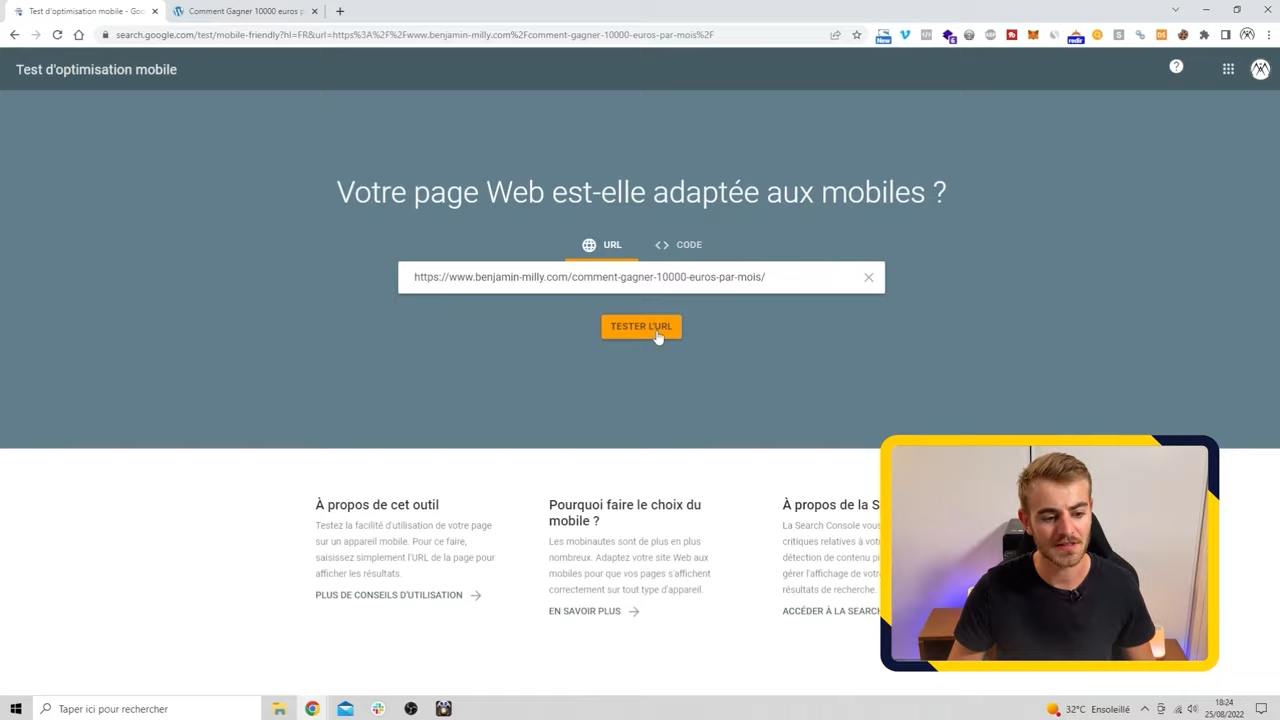 Test d'optimisation mobile - Goo
Comment Gagner 10000 euros p
search.google.com/test/mobile-friendly?hl=FR&url=https%3A%2F%2Fwww.benjamin-milly.com%2Fcomment-gagner-10000-euros-par-mois%2F
New
redir
Test d'optimisation mobile
Votre page Web est-elle adaptée aux mobiles ?
URL
CODE
https://www.benjamin-milly.com/comment-gagner-10000-euros-par-mois/
TESTER L'URL
À propos de cet outil
Testez la facilité d'utilisation de votre page
sur un appareil mobile. Pour ce faire,
saisissez simplement l'URL de la page pour
afficher les résultats.
PLUS DE CONSEILS D'UTILISATION
Pourquoi faire le choix du
mobile ?
Les mobinautes sont de plus en plus
nombreux. Adaptez votre site Web aux
mobiles pour que vos pages s'affichent
correctement sur tout type d'appareil.
EN SAVOIR PLUS
À propos de la S
La Search Console vous
critiques relatives à vot
détection de contenu p
gérer l'affichage de vot
résultats de recherche.
ACCÉDER À LA SEARCH
Taper ici pour rechercher
32°C Ensoleillé
18:24
25/08/2022